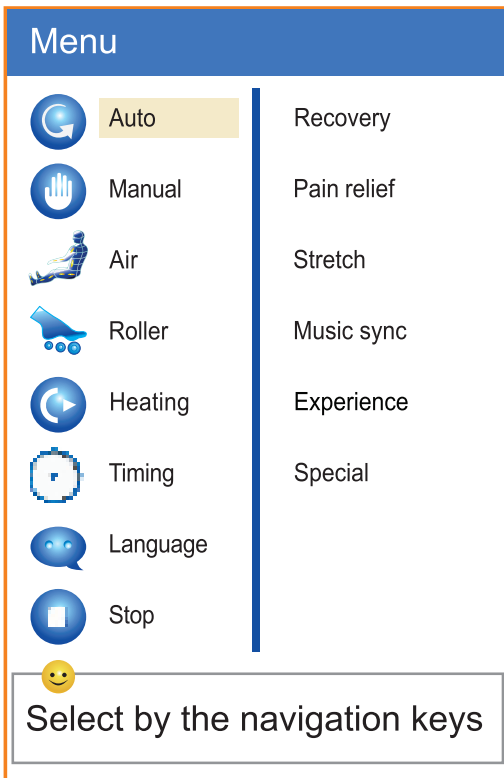 Menu
Auto
Manual
Air
Roller
Heating
Timing
Language
Stop
Recovery
Pain relief
Stretch
Music sync
Experience
Special
Select by the navigation keys